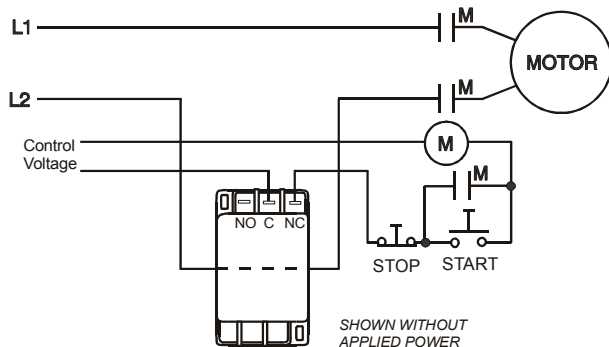 L1
M
MOTOR
L2
M
Control
Voltage
M
M
NO C NC
STOP
START
SHOWN WITHOUT
APPLIED POWER